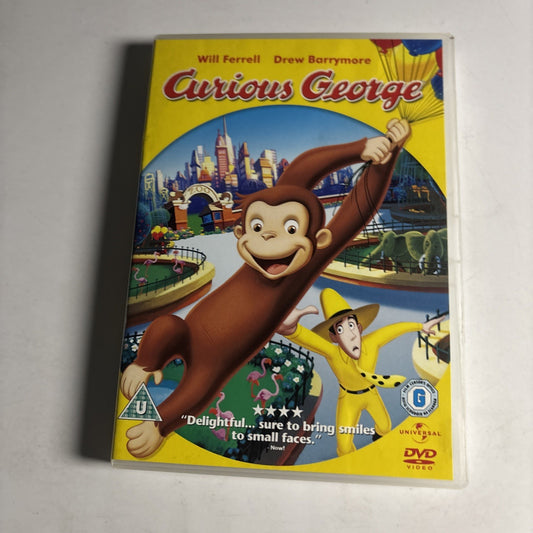 Will Ferrell Drew Barrymore
Curious George
ZOO
★★★★
"Delightful... sure to bring smiles
to small faces."
Now!
U
G
UNIVERSAL
DVD
VIDEO